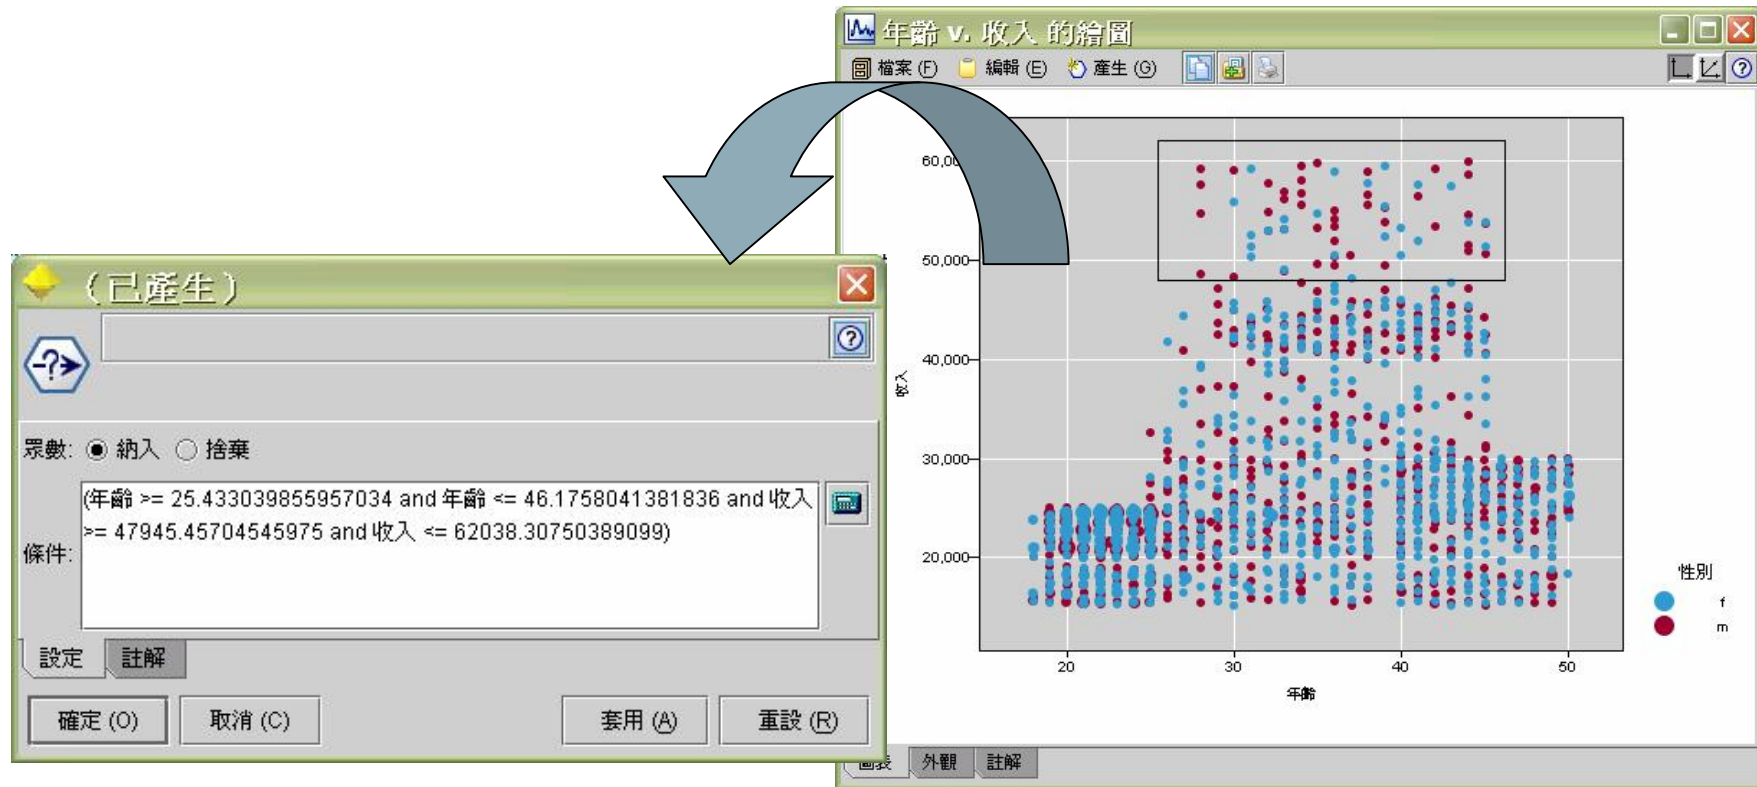 年齡 v. 收入 的繪圖
檔案 (F) 編輯 (E) 產生 (G)
50,000
40,000
30,000
20,000
收入
20 30 40 50
年齡
性別
f
m
外觀 註解
(已產生)
眾數: 納入 捨棄
條件:
(年齡 >= 25.433039855957034 and 年齡 <= 46.1758041381836 and 收入
>= 47945.45704545975 and 收入 <= 62038.30750389099)
設定 註解
確定 (O) 取消 (C) 套用 (A) 重設 (R)